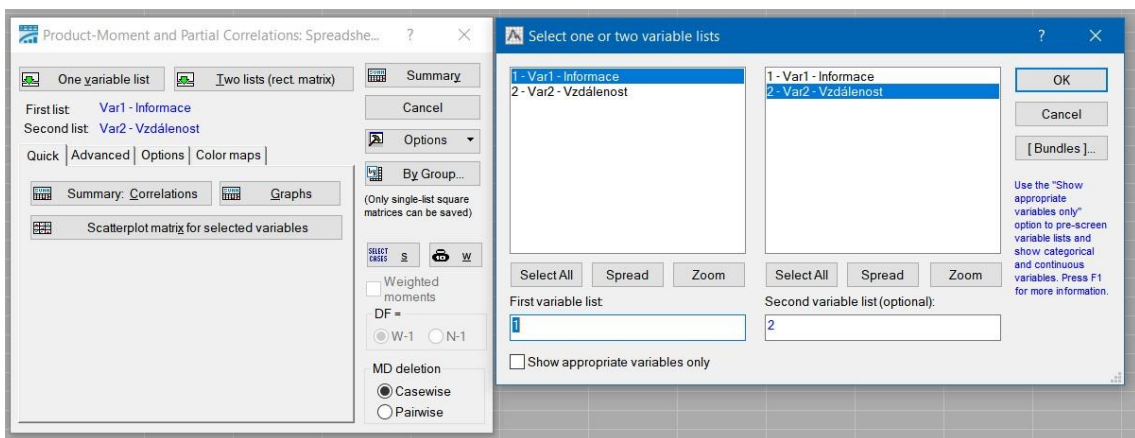 Product-Moment and Partial Correlations: Spreadshe... ? ×
One variable list
Two lists (rect. matrix)
First list: Var1 - Informace
Second list: Var2 - Vzdálenost
Quick Advanced Options Color maps
Summary: Correlations
Graphs
Scatterplot matrix for selected variables
Summary
Cancel
Options
By Group...
(Only single-list square
matrices can be saved)
SELECT
CASES
S
W
Weighted
moments
DF =
W-1 N-1
MD deletion
Casewise
Pairwise
Select one or two variable lists ? ×
1 - Var1 - Informace
2 - Var2 - Vzdálenost
Select All Spread Zoom
First variable list:
1
Show appropriate variables only
1 - Var1 - Informace
2 - Var2 - Vzdálenost
Select All Spread Zoom
Second variable list (optional):
2
OK
Cancel
[ Bundles ]...
Use the "Show
appropriate
variables only"
option to pre-screen
variable lists and
show categorical
and continuous
variables. Press F1
for more information.